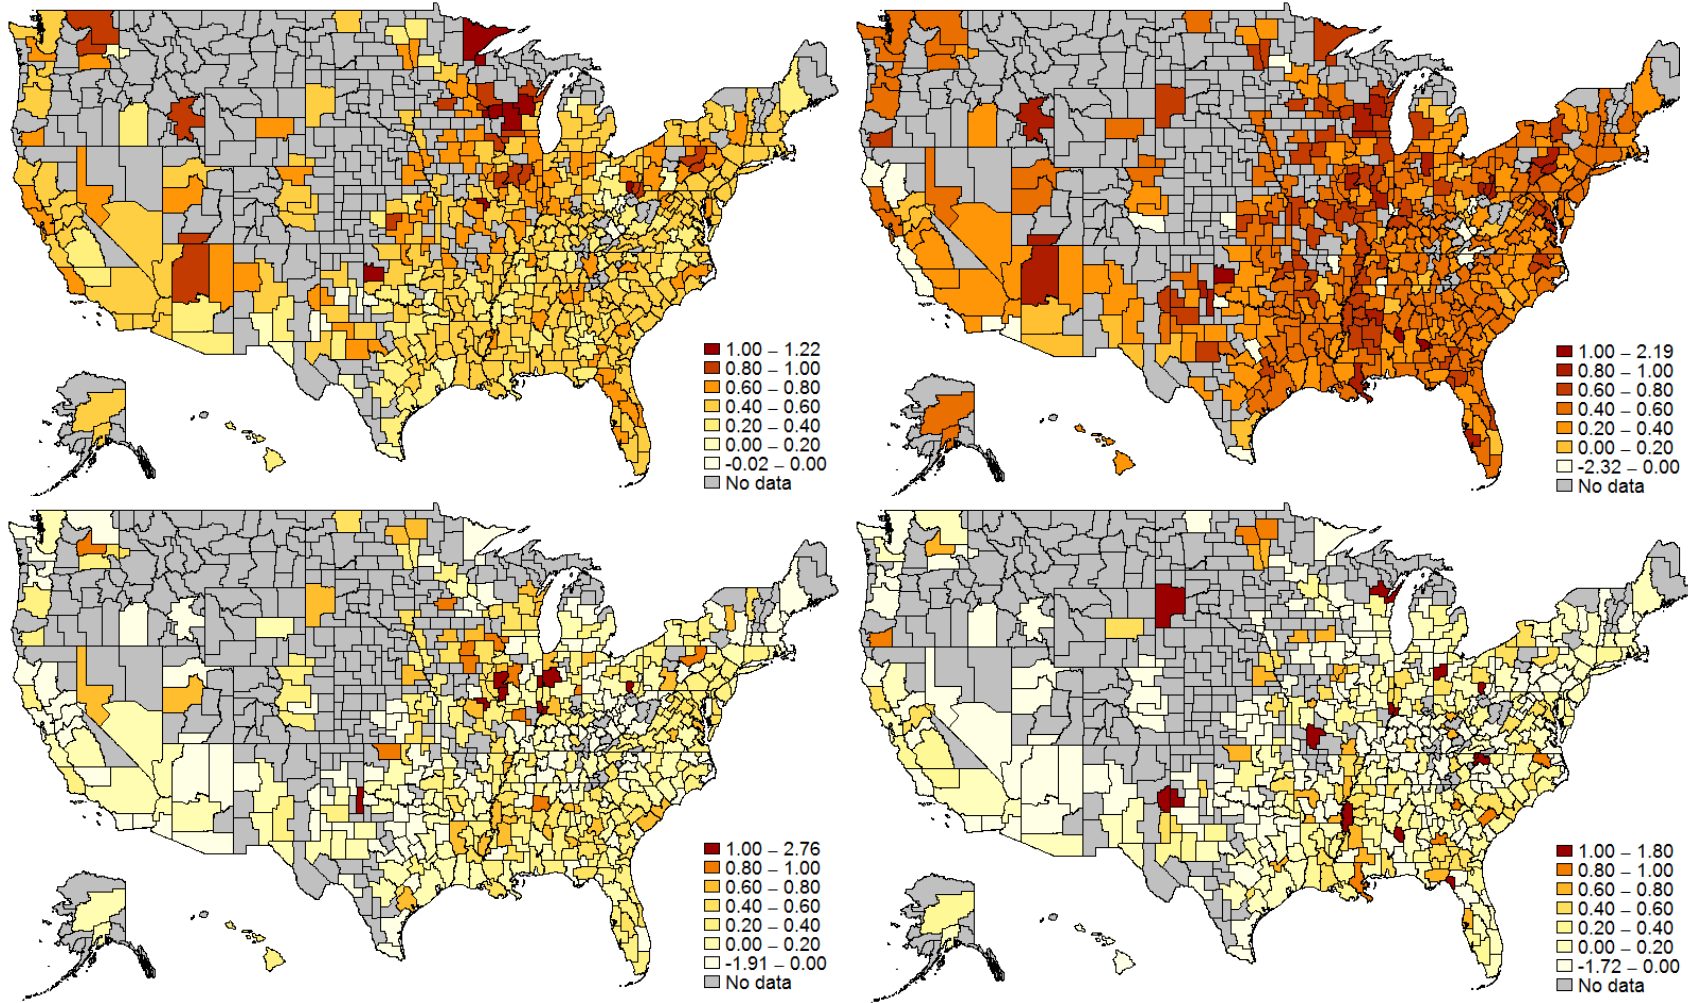 1.00 – 1.22
0.80 – 1.00
0.60 – 0.80
0.40 – 0.60
0.20 – 0.40
0.00 – 0.20
-0.02 – 0.00
No data
1.00 – 2.19
0.80 – 1.00
0.60 – 0.80
0.40 – 0.60
0.20 – 0.40
0.00 – 0.20
-2.32 – 0.00
No data
1.00 – 2.76
0.80 – 1.00
0.60 – 0.80
0.40 – 0.60
0.20 – 0.40
0.00 – 0.20
-1.91 – 0.00
No data
1.00 – 1.80
0.80 – 1.00
0.60 – 0.80
0.40 – 0.60
0.20 – 0.40
0.00 – 0.20
-1.72 – 0.00
No data